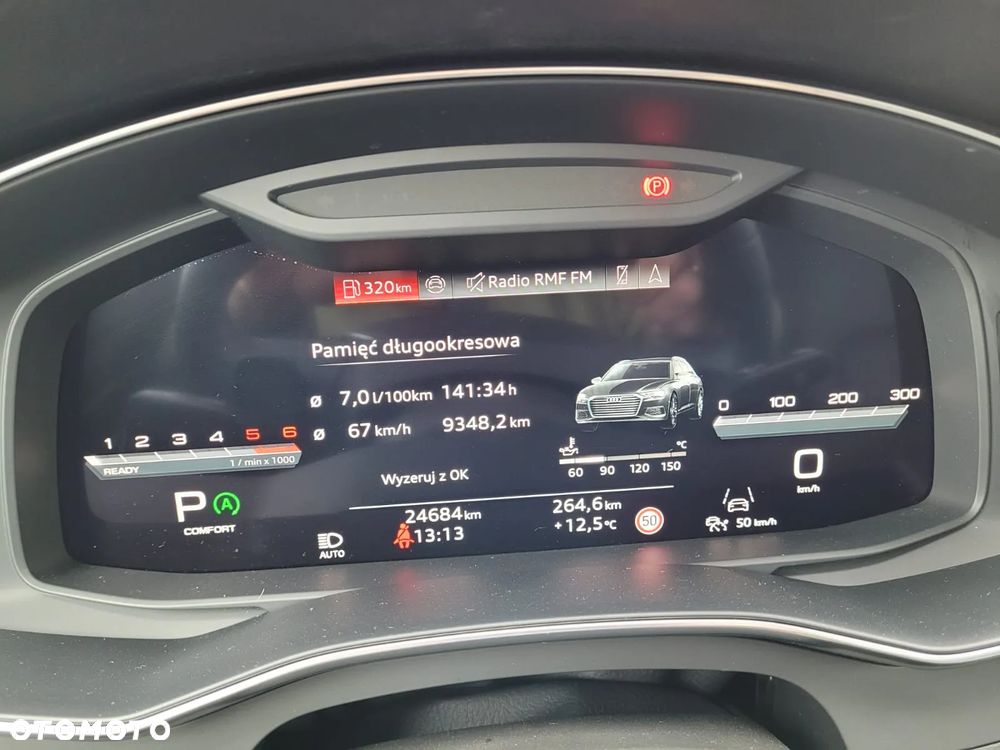 P
320km
Radio RMF FM
Pamięć długookresowa
ø 7,0 l/100km 141:34 h
ø 67 km/h 9348,2 km
Wyzeruj z OK
1 2 3 4 5 6
READY 1 / min x 1000
P A
COMFORT
°C
60 90 120 150
0 100 200 300
0
km/h
AUTO
24684 km
13:13
264,6 km
+12,5 °C
50
50 km/h
OTOMOTO